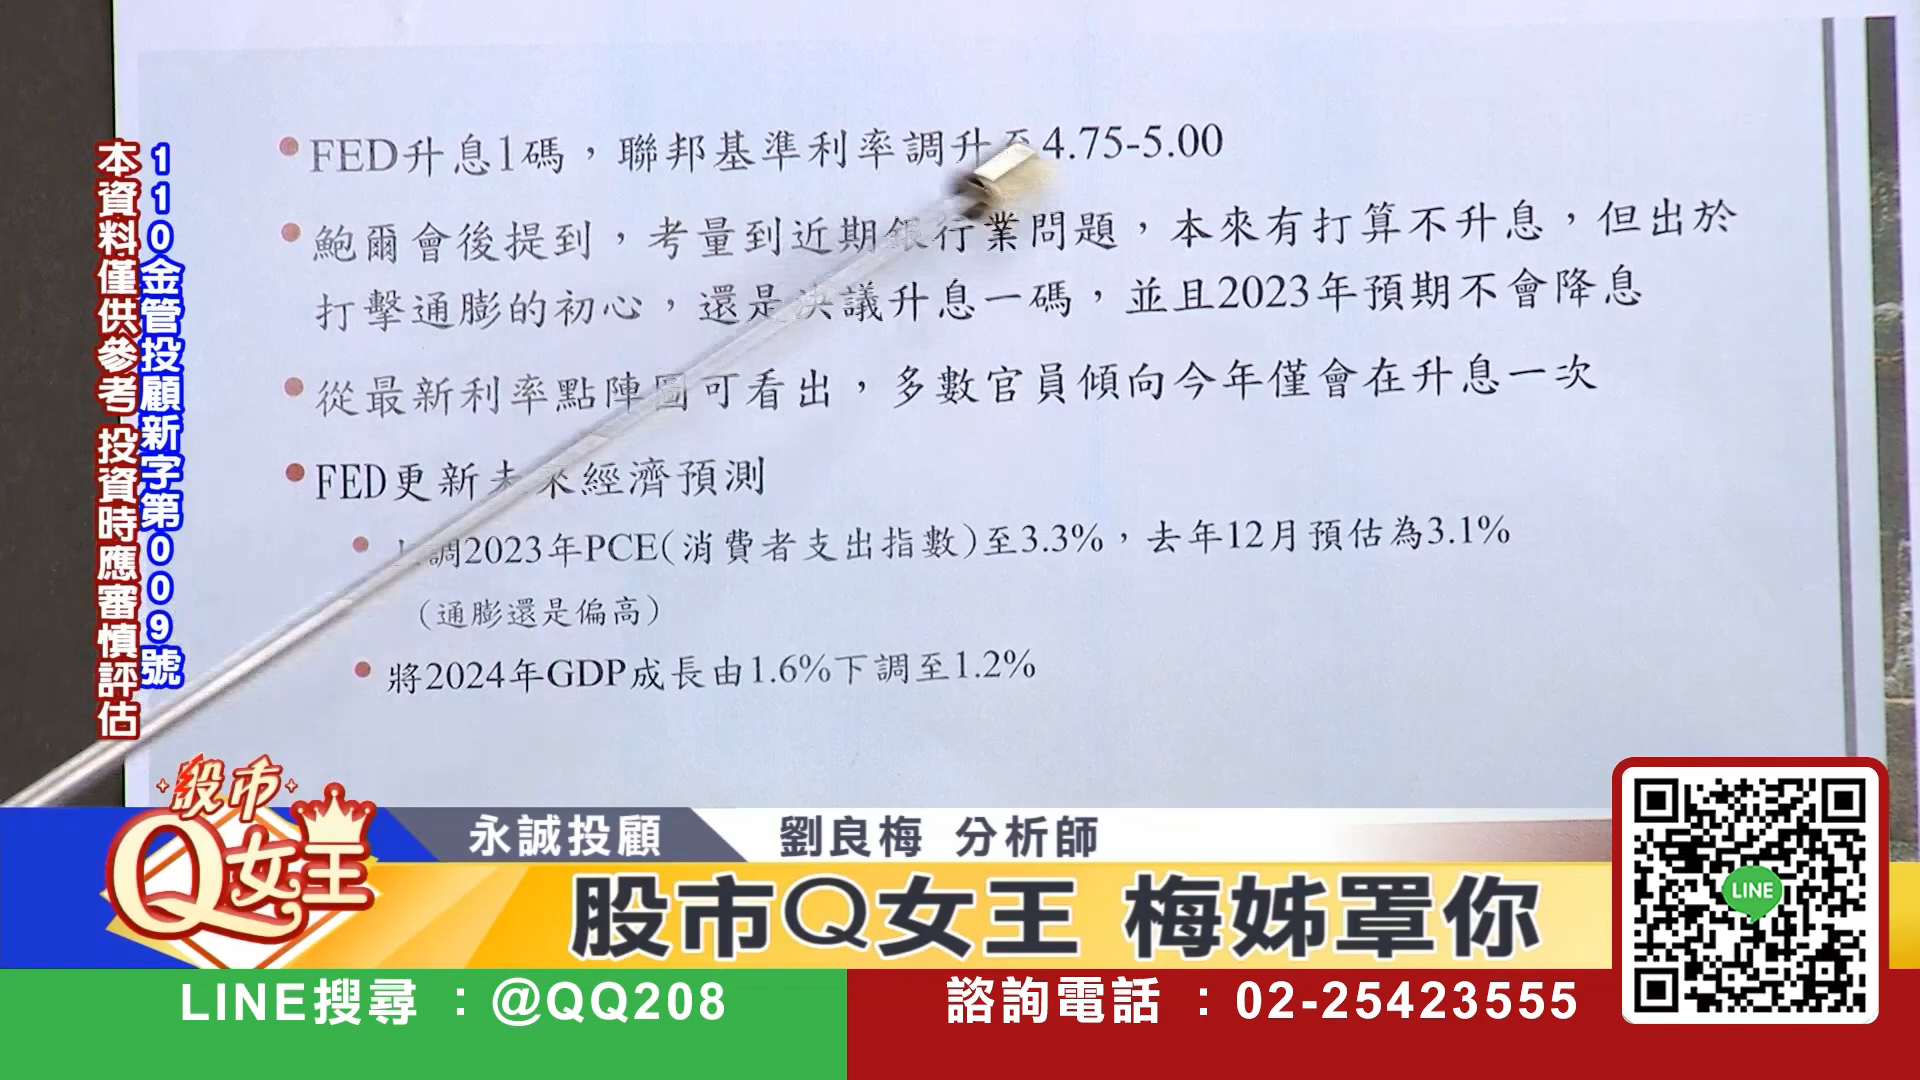 FED升息1碼，聯邦基準利率調升至4.75-5.00
鮑爾會後提到，考量到近期銀行業問題，本來有打算不升息，但出於
打擊通膨的初心，還是決議升息一碼，並且2023年預期不會降息
從最新利率點陣圖可看出，多數官員傾向今年僅會在升息一次
FED更新未來經濟預測
上調2023年PCE(消費者支出指數)至3.3%，去年12月預估為3.1%
(通膨還是偏高)
將2024年GDP成長由1.6%下調至1.2%
110金管投顧新字第009號
本資料僅供參考 投資時應審慎評估
股市
Q女王
永誠投顧 劉良梅 分析師
股市Q女王 梅姊罩你
LINE
LINE搜尋：@QQ208
諮詢電話：02-25423555